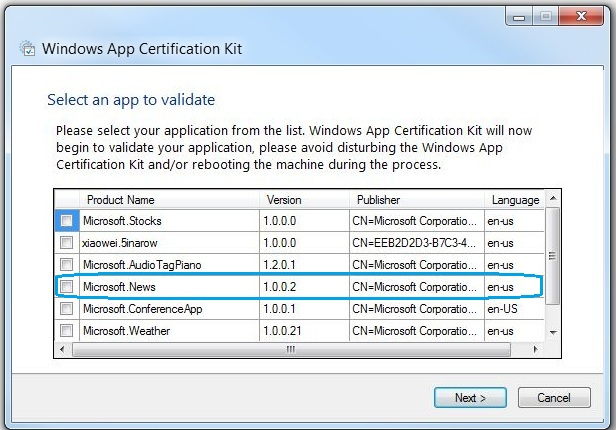 Windows App Certification Kit
Select an app to validate
Please select your application from the list. Windows App Certification Kit will now
begin to validate your application, please avoid disturbing the Windows App
Certification Kit and/or rebooting the machine during the process.
Product Name Version Publisher Language
Microsoft.Stocks 1.0.0.0 CN=Microsoft Corporatio... en-us
xiaowei.5inarow 1.0.0.0 CN=EEB2D2D3-B7C3-4... en-us
Microsoft.AudioTagPiano 1.2.0.1 CN=Microsoft Corporatio... en-us
Microsoft.News 1.0.0.2 CN=Microsoft Corporatio... en-us
Microsoft.ConferenceApp 1.0.0.1 CN=Microsoft Corporatio... en-US
Microsoft.Weather 1.0.0.21 CN=Microsoft Corporatio... en-us
Next > Cancel